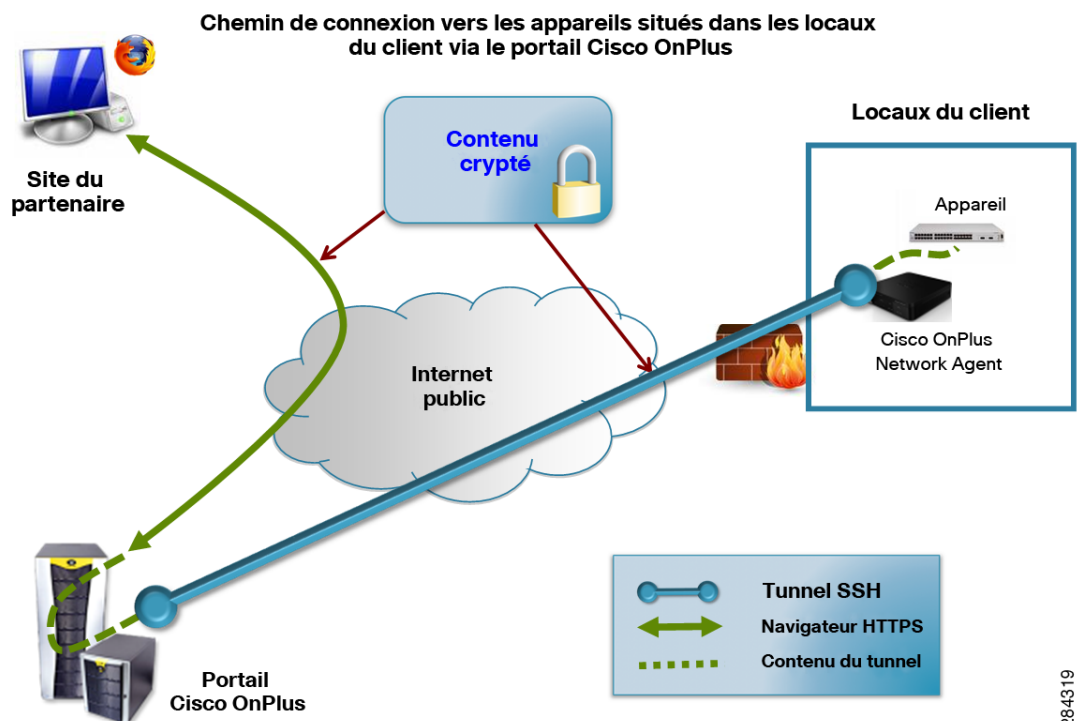 Chemin de connexion vers les appareils situés dans les locaux
du client via le portail Cisco OnPlus
Contenu
crypté
Locaux du client
Site du
partenaire
Appareil
Cisco OnPlus
Network Agent
Internet
public
Tunnel SSH
Navigateur HTTPS
Contenu du tunnel
Portail
Cisco OnPlus
284319